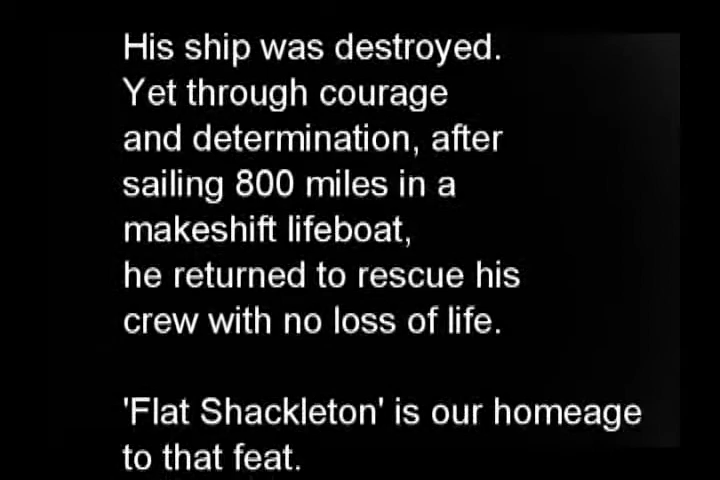 His ship was destroyed.
Yet through courage
and determination, after
sailing 800 miles in a
makeshift lifeboat,
he returned to rescue his
crew with no loss of life.
'Flat Shackleton' is our homeage
to that feat.